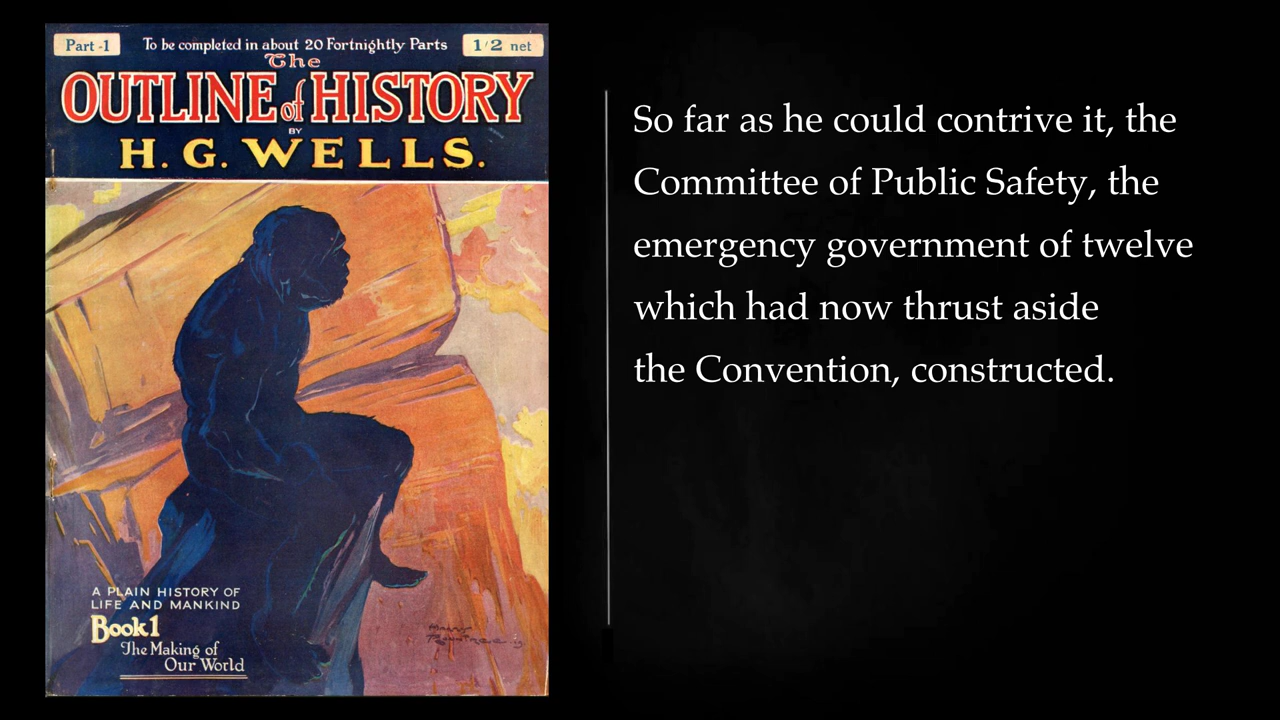 Part -1
To be completed in about 20 Fortnightly Parts
1/2 net
The
OUTLINE of HISTORY
BY
H. G. WELLS.
A PLAIN HISTORY OF
LIFE AND MANKIND
Book 1
The Making of
Our World
So far as he could contrive it, the
Committee of Public Safety, the
emergency government of twelve
which had now thrust aside
the Convention, constructed.